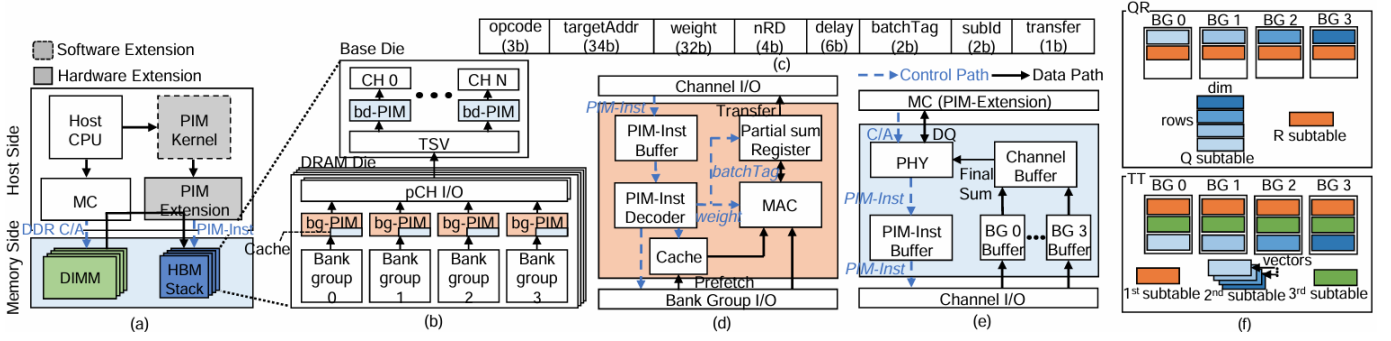 Software Extension
Hardware Extension
Host Side
Memory Side
Host
CPU
PIM
Kernel
MC
PIM
Extension
DDR C/A
PIM-Inst
DIMM
HBM
Stack
(a)
Base Die
CH 0
CH N
bd-PIM
bd-PIM
TSV
DRAM Die
pCH I/O
bg-PIM
bg-PIM
bg-PIM
bg-PIM
Cache
Bank
group
0
Bank
group
1
Bank
group
2
Bank
group
3
(b)
opcode
(3b)
targetAddr
(34b)
weight
(32b)
nRD
(4b)
delay
(6b)
batchTag
(2b)
subId
(2b)
transfer
(1b)
(c)
Control Path
Data Path
Channel I/O
PIM-Inst
Transfer
PIM-Inst
Buffer
Partial sum
Register
batchTag
PIM-Inst
Decoder
weight
MAC
Cache
Prefetch
Bank Group I/O
(d)
MC (PIM-Extension)
C/A
DQ
PHY
Channel
Buffer
Final
Sum
PIM-Inst
PIM-Inst
Buffer
BG 0
Buffer
BG 3
Buffer
PIM-Inst
Channel I/O
(e)
QR
BG 0
BG 1
BG 2
BG 3
dim
rows
Q subtable
R subtable
TT
BG 0
BG 1
BG 2
BG 3
vectors
1st subtable
2nd subtable
3rd subtable
(f)